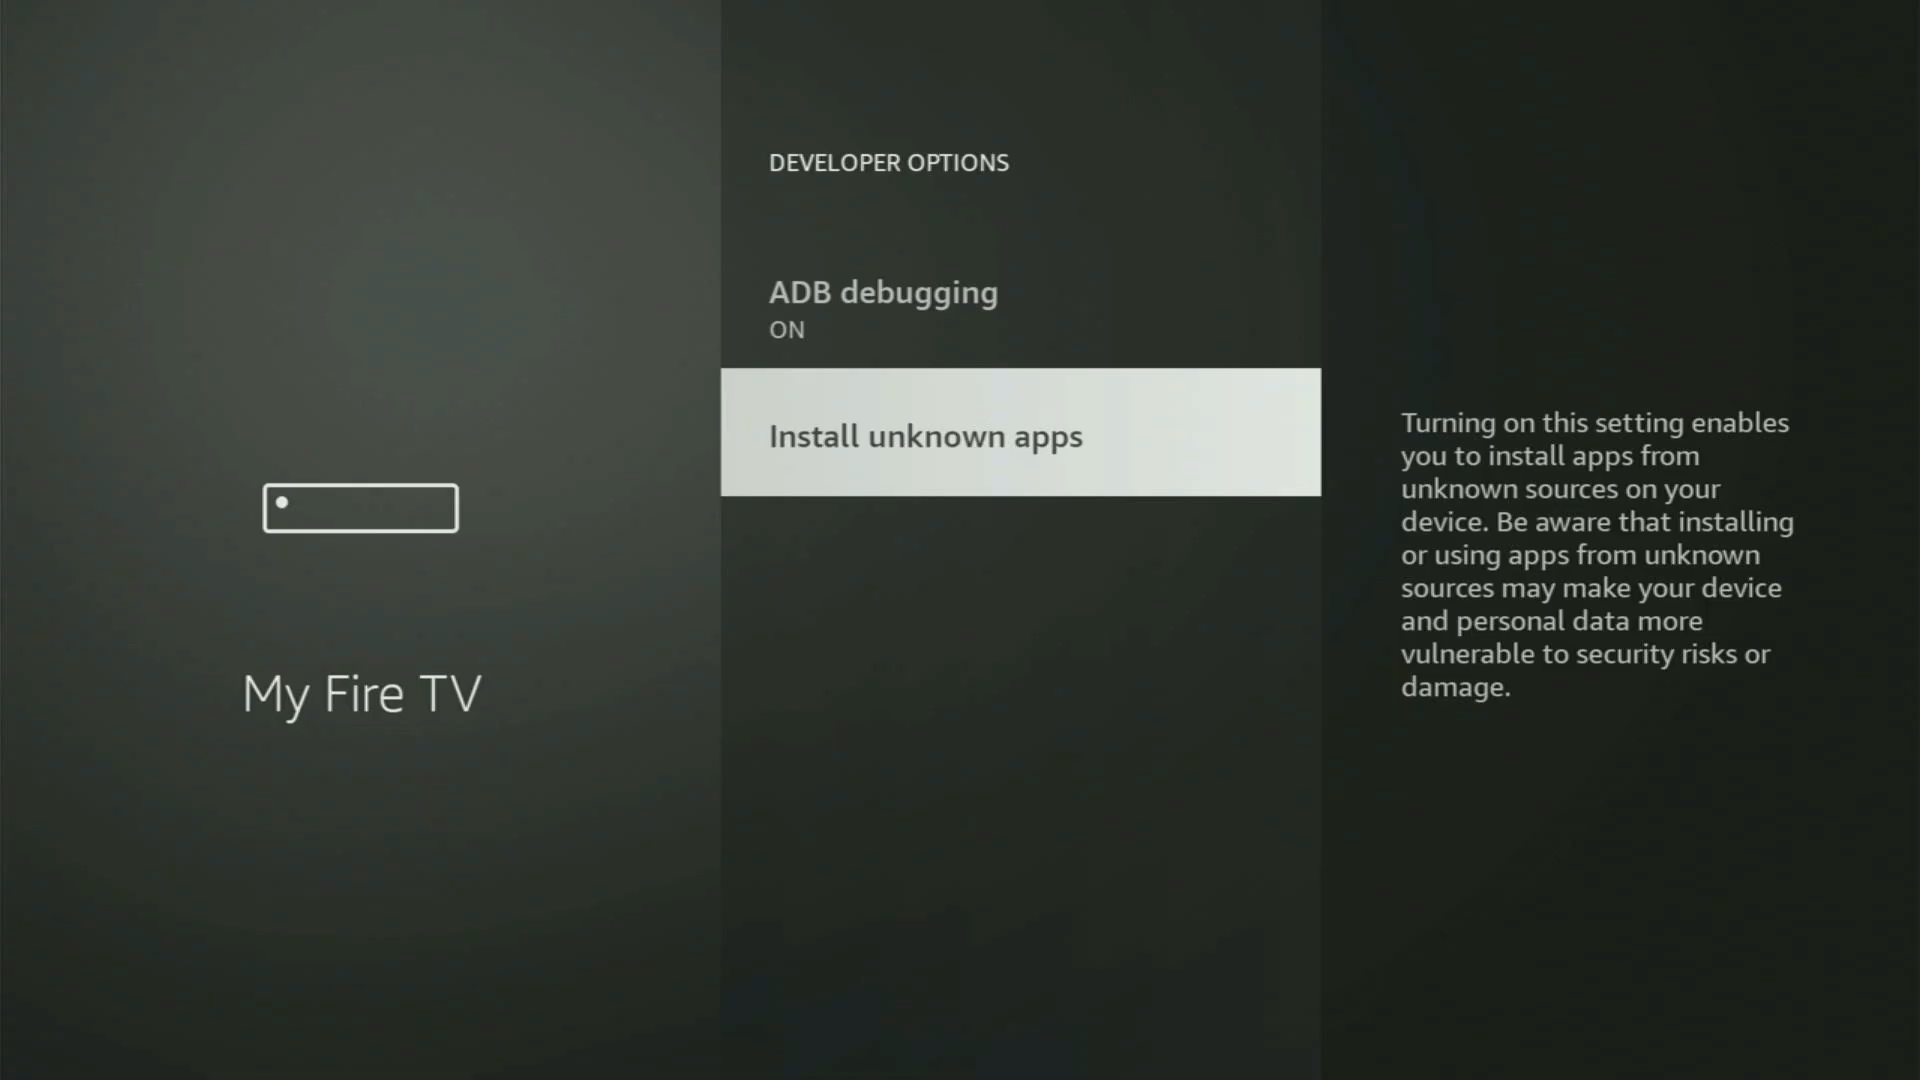 DEVELOPER OPTIONS
ADB debugging
ON
Install unknown apps
My Fire TV
Turning on this setting enables
you to install apps from
unknown sources on your
device. Be aware that installing
or using apps from unknown
sources may make your device
and personal data more
vulnerable to security risks or
damage.